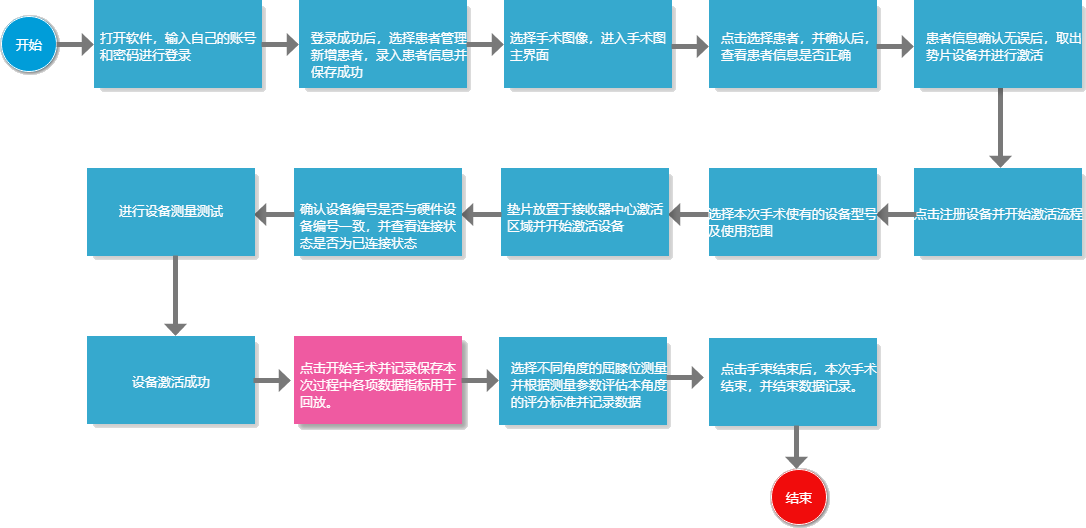 开始
打开软件，输入自己的账号
和密码进行登录
登录成功后，选择患者管理
新增患者，录入患者信息并
保存成功
选择手术图像，进入手术图
主界面
点击选择患者，并确认后，
查看患者信息是否正确
患者信息确认无误后，取出
势片设备并进行激活
点击注册设备并开始激活流程
选择本次手术使有的设备型号
及使用范围
垫片放置于接收器中心激活
区域并开始激活设备
确认设备编号是否与硬件设
备编号一致，并查看连接状
态是否为已连接状态
进行设备测量测试
设备激活成功
点击开始手术并记录保存本
次过程中各项数据指标用于
回放。
选择不同角度的屈膝位测量
并根据测量参数评估本角度
的评分标准并记录数据
点击手束结束后，本次手术
结束，并结束数据记录。
结束